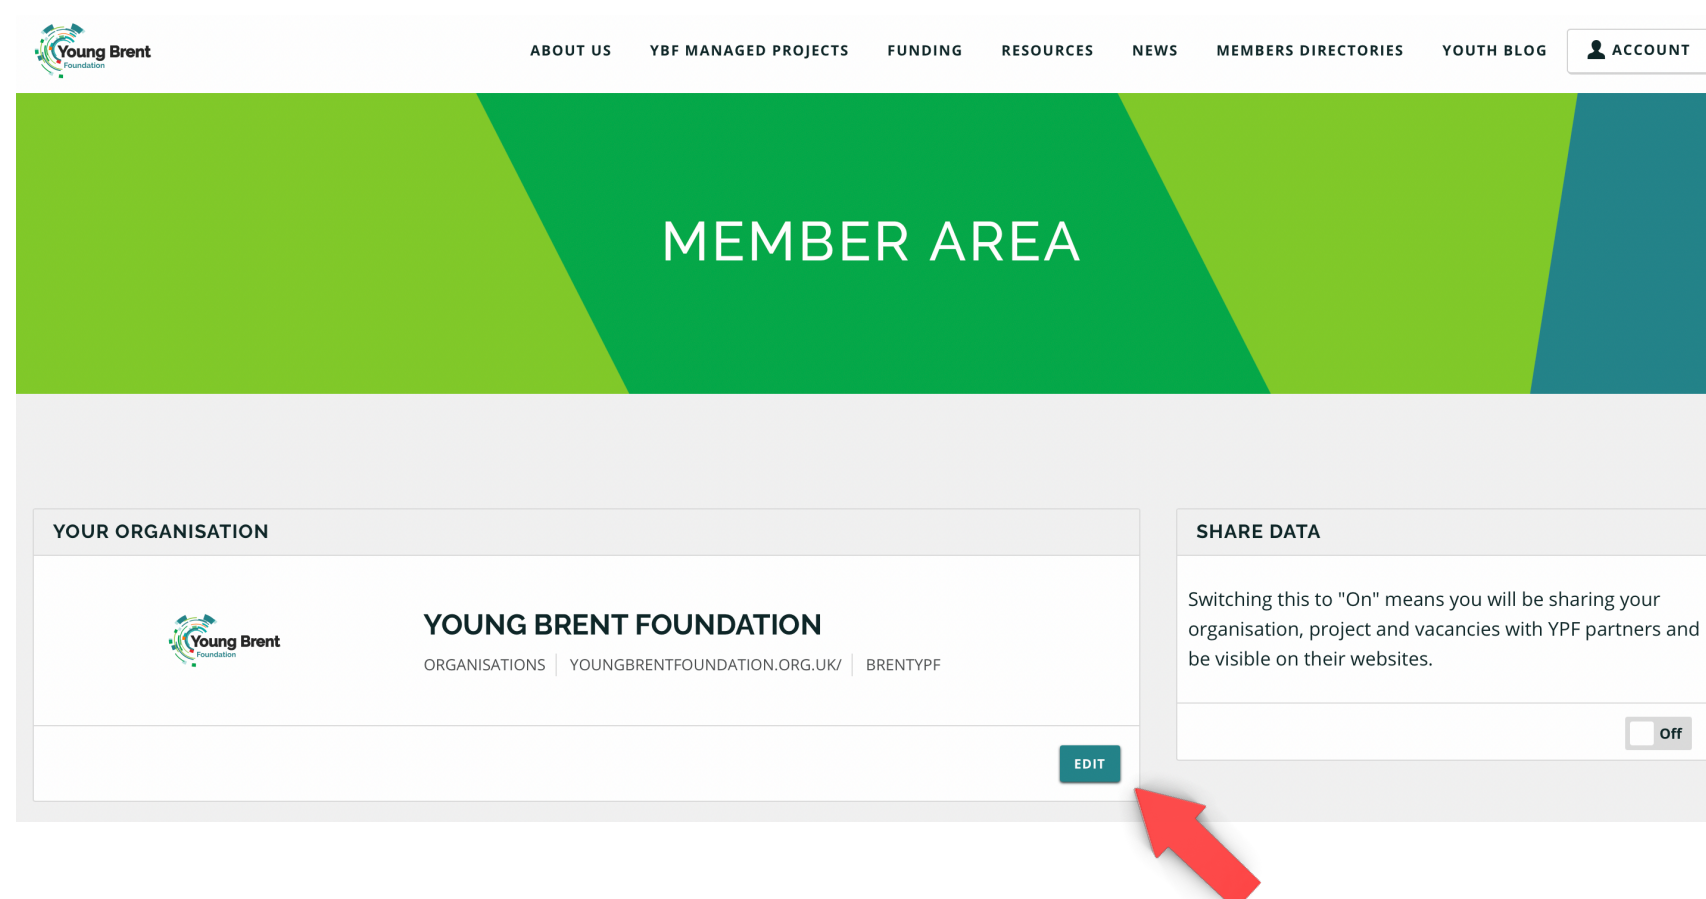 Young Brent
Foundation
ABOUT US
YBF MANAGED PROJECTS
FUNDING
RESOURCES
NEWS
MEMBERS DIRECTORIES
YOUTH BLOG
ACCOUNT
MEMBER AREA
YOUR ORGANISATION
Young Brent
Foundation
YOUNG BRENT FOUNDATION
ORGANISATIONS
YOUNGBRENTFOUNDATION.ORG.UK/
BRENTYPF
EDIT
SHARE DATA
Switching this to "On" means you will be sharing your
organisation, project and vacancies with YPF partners and
be visible on their websites.
Off